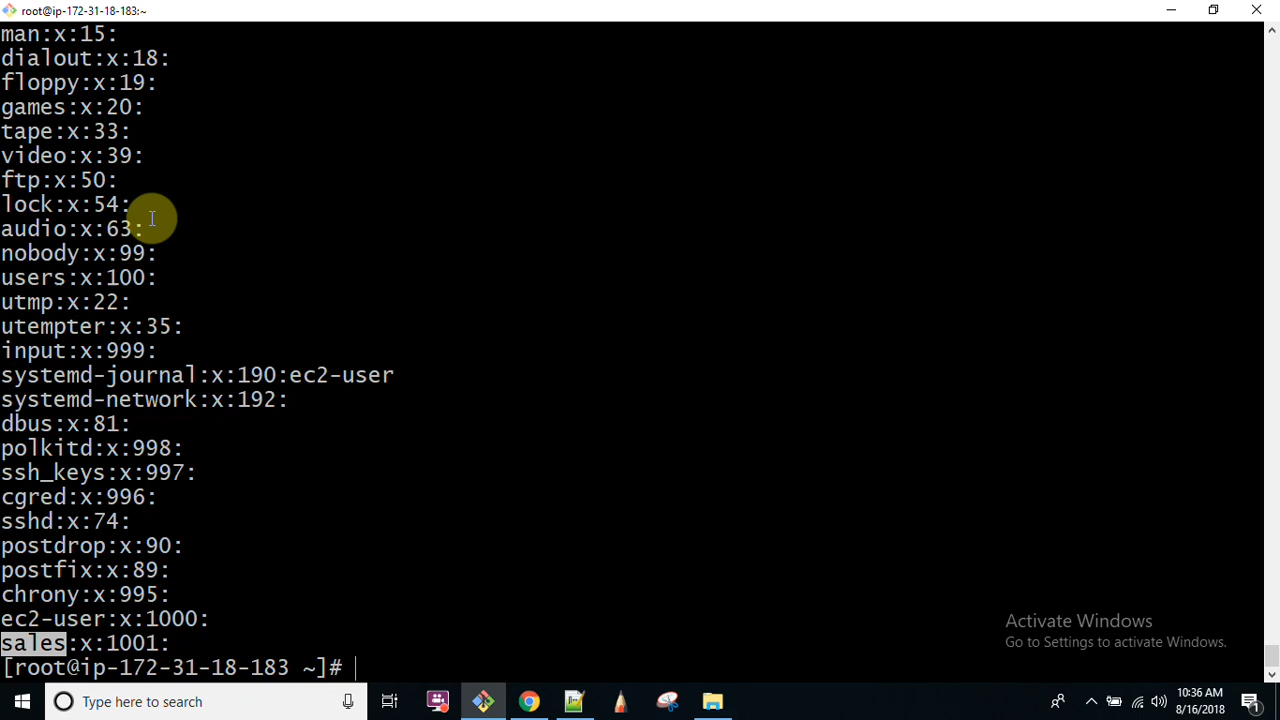 root@ip-172-31-18-183:~
man:x:15:
dialout:x:18:
floppy:x:19:
games:x:20:
tape:x:33:
video:x:39:
ftp:x:50:
lock:x:54:
audio:x:63:
nobody:x:99:
users:x:100:
utmp:x:22:
utempter:x:35:
input:x:999:
systemd-journal:x:190:ec2-user
systemd-network:x:192:
dbus:x:81:
polkitd:x:998:
ssh_keys:x:997:
cgred:x:996:
sshd:x:74:
postdrop:x:90:
postfix:x:89:
chrony:x:995:
ec2-user:x:1000:
sales:x:1001:
[root@ip-172-31-18-183 ~]#
Activate Windows
Go to Settings to activate Windows.
Type here to search
10:36 AM
8/16/2018
1